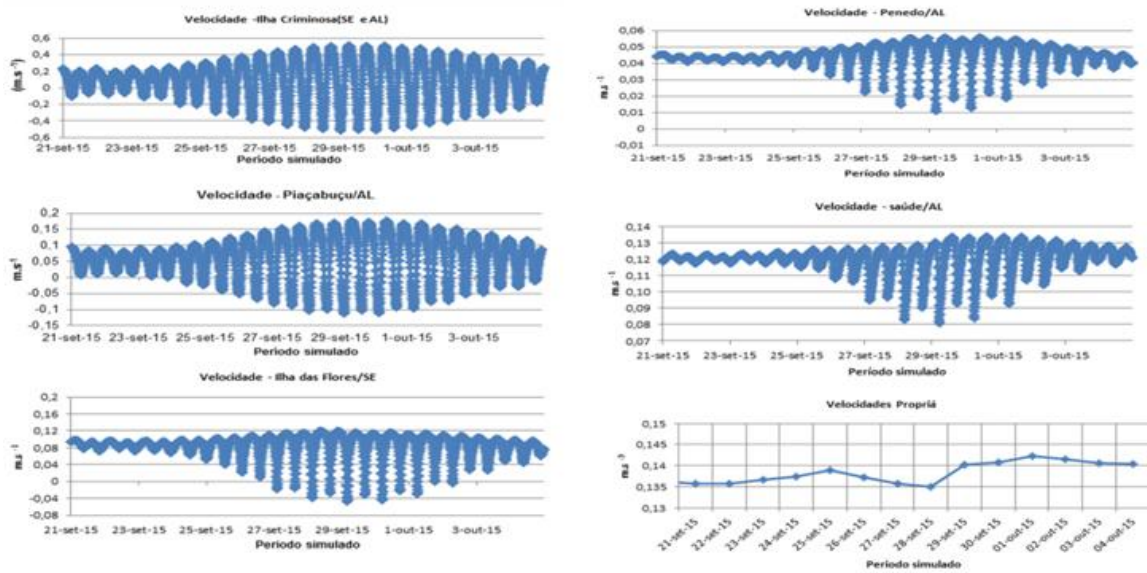 Velocidade -Ilha Criminosa(SE e AL)
(m.s⁻¹)
0,6
0,4
0,2
0
-0,2
-0,4
-0,6
21-set-15 23-set-15 25-set-15 27-set-15 29-set-15 1-out-15 3-out-15
Período simulado
Velocidade - Piaçabuçu/AL
m.s⁻¹
0,2
0,15
0,1
0,05
0
-0,05
-0,1
-0,15
21-set-15 23-set-15 25-set-15 27-set-15 29-set-15 1-out-15 3-out-15
Período simulado
Velocidade - Ilha das Flores/SE
m.s⁻¹
0,2
0,16
0,12
0,08
0,04
0
-0,04
-0,08
21-set-15 23-set-15 25-set-15 27-set-15 29-set-15 1-out-15 3-out-15
Período simulado
Velocidade - Penedo/AL
m.s⁻¹
0,06
0,05
0,04
0,03
0,02
0,01
0
-0,01
21-set-15 23-set-15 25-set-15 27-set-15 29-set-15 1-out-15 3-out-15
Período simulado
Velocidade - saúde/AL
m.s⁻¹
0,14
0,13
0,12
0,11
0,10
0,09
0,08
0,07
21-set-15 23-set-15 25-set-15 27-set-15 29-set-15 1-out-15 3-out-15
Período simulado
Velocidades Propriá
0,15
0,145
0,14
0,135
0,13
21-set-15 22-set-15 23-set-15 24-set-15 25-set-15 26-set-15 27-set-15 28-set-15 29-set-15 30-set-15 01-out-15 02-out-15 03-out-15 04-out-15
Período simulado